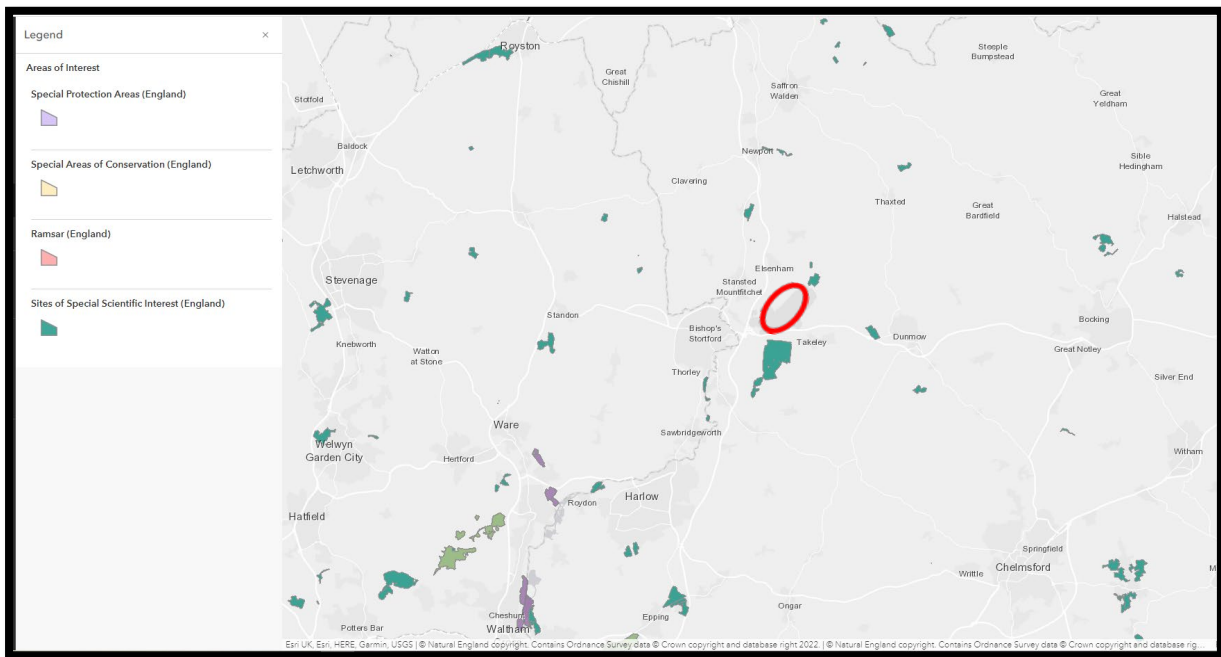 Legend
×
Areas of Interest
Special Protection Areas (England)
Special Areas of Conservation (England)
Ramsar (England)
Sites of Special Scientific Interest (England)
Royston
Steeple
Bumpstead
Great
Chishill
Saffron
Walden
Great
Yeldham
Stotfold
Baldock
Newport
Sible
Hedingham
Letchworth
Clavering
Thaxted
Great
Bardfield
Halstead
Elsenham
Stevenage
Stansted
Mountfitchet
Standon
Bocking
Bishop's
Stortford
Knebworth
Watton
at Stone
Takeley
Dunmow
Great Notley
Thorley
Silver End
Ware
Sawbridgeworth
Welwyn
Garden City
Hertford
Witham
Harlow
Roydon
Hatfield
Springfield
Chelmsford
Writtle
M
Ongar
Cheshunt
Epping
Potters Bar
Waltham
Esri UK, Esri, HERE, Garmin, USGS | © Natural England copyright. Contains Ordnance Survey data © Crown copyright and database right 2022. | © Natural England copyright. Contains Ordnance Survey data © Crown copyright and database rig...